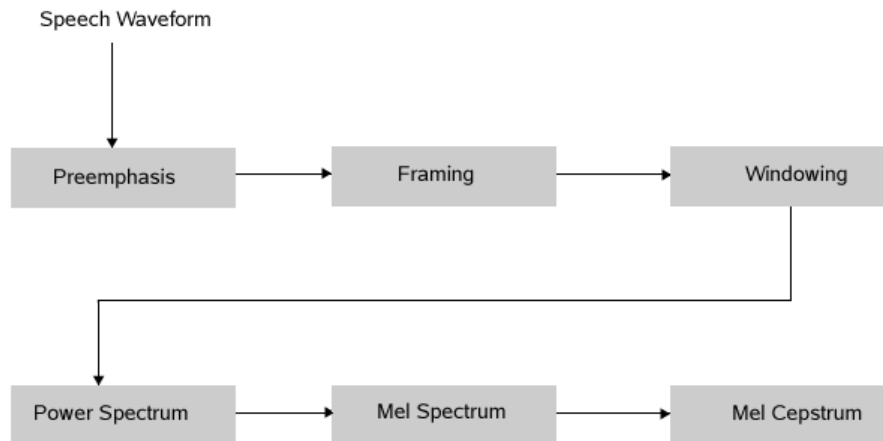 Speech Waveform
Preemphasis
Framing
Windowing
Power Spectrum
Mel Spectrum
Mel Cepstrum